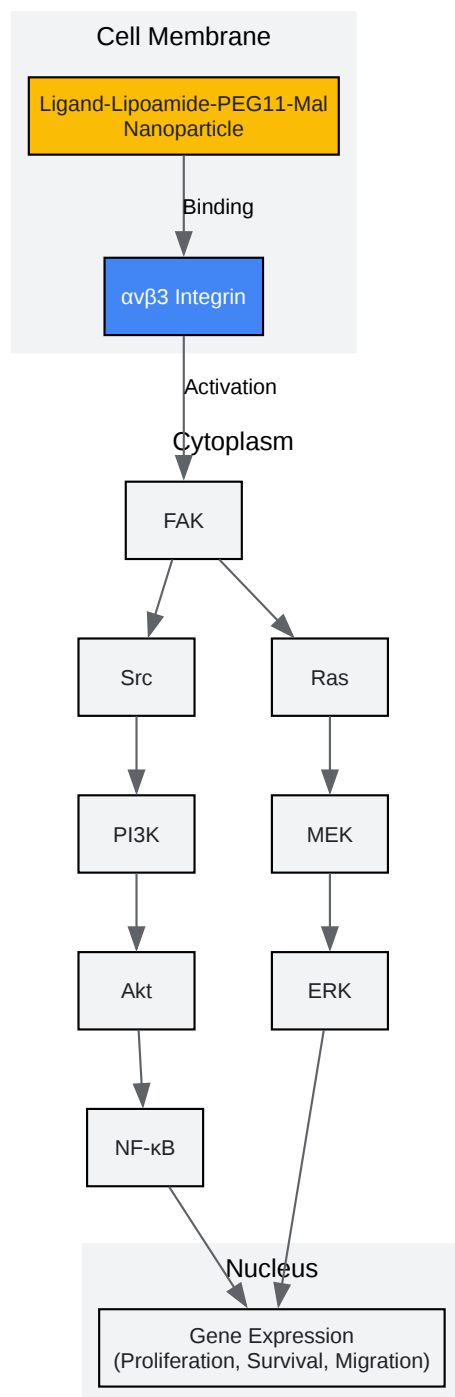 Cell Membrane
Ligand-Lipoamide-PEG11-Mal
Nanoparticle
Binding
αvβ3 Integrin
Activation
Cytoplasm
FAK
Src
Ras
PI3K
MEK
Akt
ERK
NF-κB
Nucleus
Gene Expression
(Proliferation, Survival, Migration)